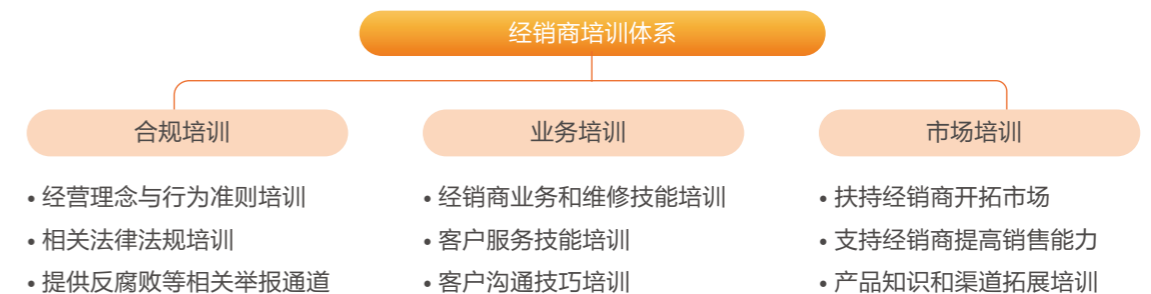 经销商培训体系
合规培训
• 经营理念与行为准则培训
• 相关法律法规培训
• 提供反腐败等相关举报通道
业务培训
• 经销商业务和维修技能培训
• 客户服务技能培训
• 客户沟通技巧培训
市场培训
• 扶持经销商开拓市场
• 支持经销商提高销售能力
• 产品知识和渠道拓展培训